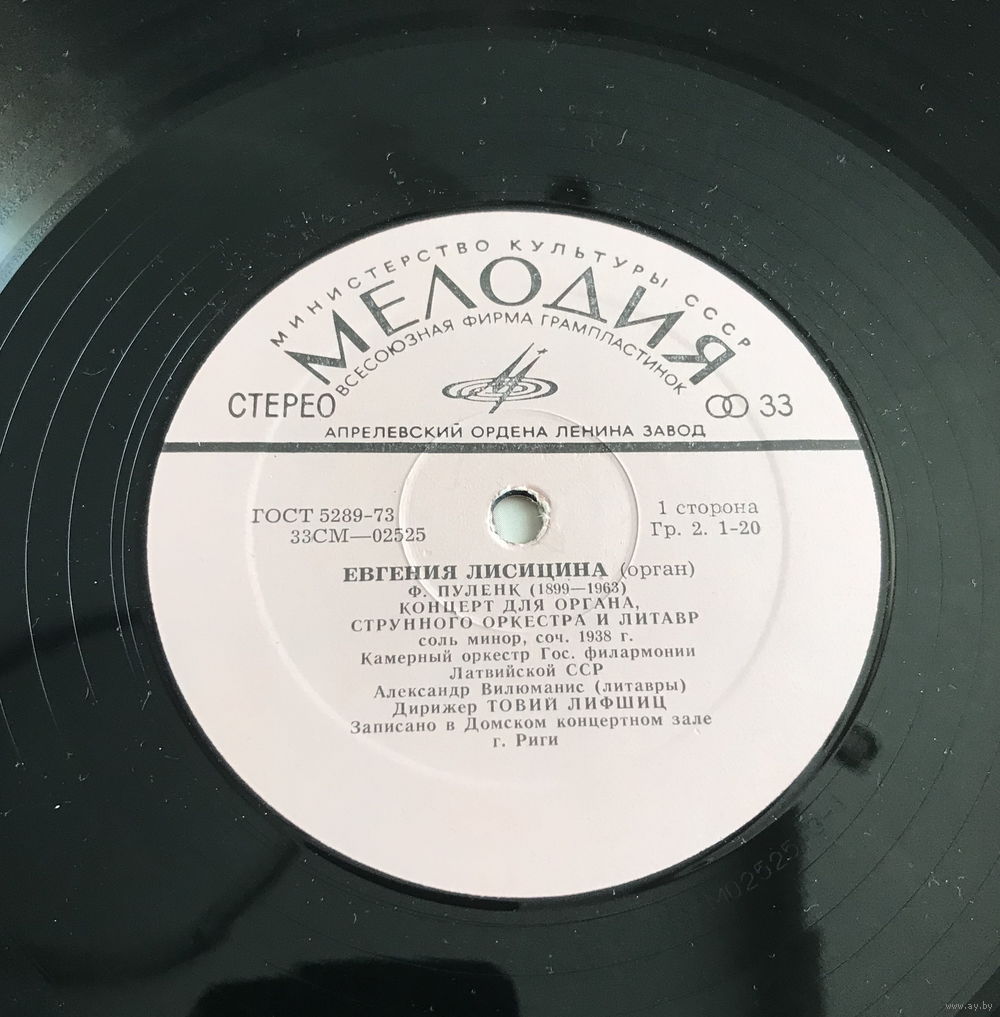 МИНИСТЕРСТВО КУЛЬТУРЫ СССР
МЕЛОДИЯ
ВСЕСОЮЗНАЯ ФИРМА ГРАМПЛАСТИНОК
СТЕРЕО
33
АПРЕЛЕВСКИЙ ОРДЕНА ЛЕНИНА ЗАВОД
ГОСТ 5289-73
33СМ—02525
1 сторона
Гр. 2. 1-20
ЕВГЕНИЯ ЛИСИЦИНА (орган)
Ф. ПУЛЕНК (1899—1963)
КОНЦЕРТ ДЛЯ ОРГАНА,
СТРУННОГО ОРКЕСТРА И ЛИТАВР
соль минор, соч. 1938 г.
Камерный оркестр Гос. филармонии
Латвийской ССР
Александр Вилюманис (литавры)
Дирижер ТОВИЙ ЛИФШИЦ
Записано в Домском концертном зале
г. Риги
www.ay.by